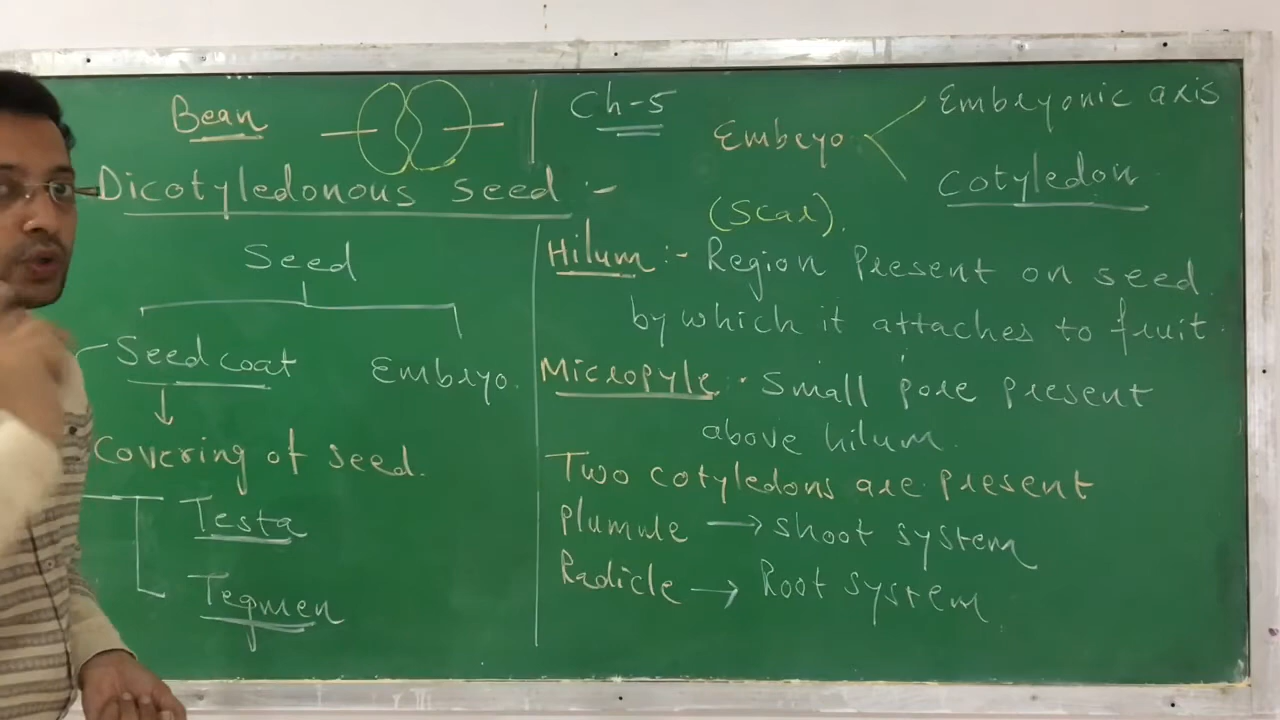 Bean
Ch-5
Embryo
Embryonic axis
Cotyledon
Dicotyledonous seed :-
Seed
Seed coat
Embryo.
Covering of seed.
Testa
Tegmen
(Scar).
Hilum :- Region Present on seed
by which it attaches to fruit.
Micropyle : Small pore present
above hilum.
Two cotyledons are present
Plumule → shoot system
Radicle → Root system